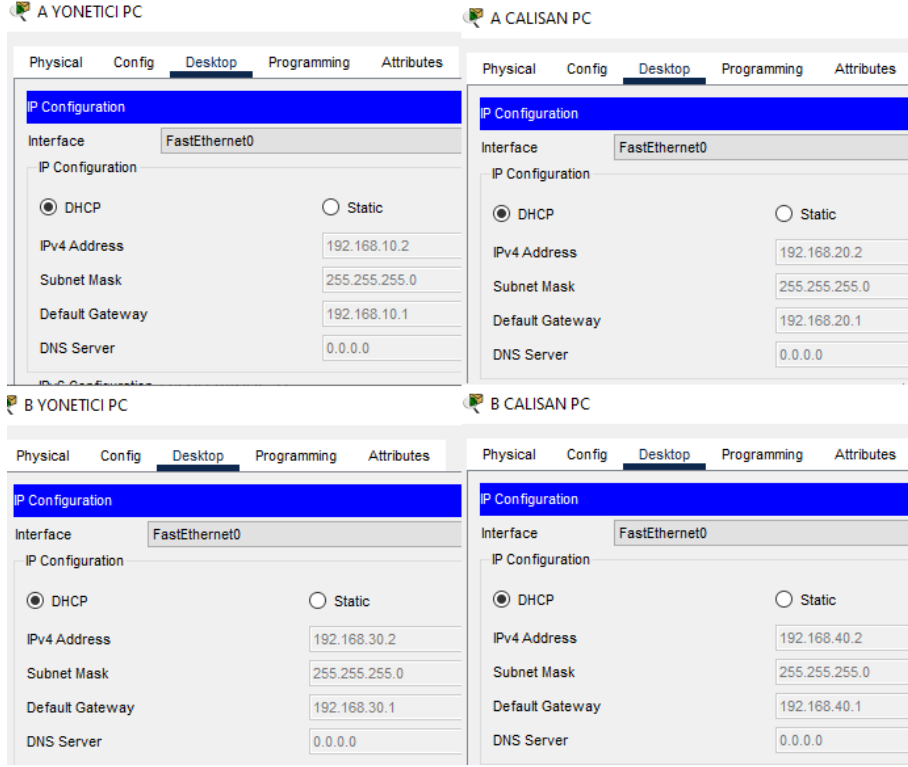 A YONETICI PC
Physical Config Desktop Programming Attributes
IP Configuration
Interface FastEthernet0
IP Configuration
DHCP Static
IPv4 Address 192.168.10.2
Subnet Mask 255.255.255.0
Default Gateway 192.168.10.1
DNS Server 0.0.0.0
IPv6 Configuration
A CALISAN PC
Physical Config Desktop Programming Attributes
IP Configuration
Interface FastEthernet0
IP Configuration
DHCP Static
IPv4 Address 192.168.20.2
Subnet Mask 255.255.255.0
Default Gateway 192.168.20.1
DNS Server 0.0.0.0
B YONETICI PC
Physical Config Desktop Programming Attributes
IP Configuration
Interface FastEthernet0
IP Configuration
DHCP Static
IPv4 Address 192.168.30.2
Subnet Mask 255.255.255.0
Default Gateway 192.168.30.1
DNS Server 0.0.0.0
B CALISAN PC
Physical Config Desktop Programming Attributes
IP Configuration
Interface FastEthernet0
IP Configuration
DHCP Static
IPv4 Address 192.168.40.2
Subnet Mask 255.255.255.0
Default Gateway 192.168.40.1
DNS Server 0.0.0.0